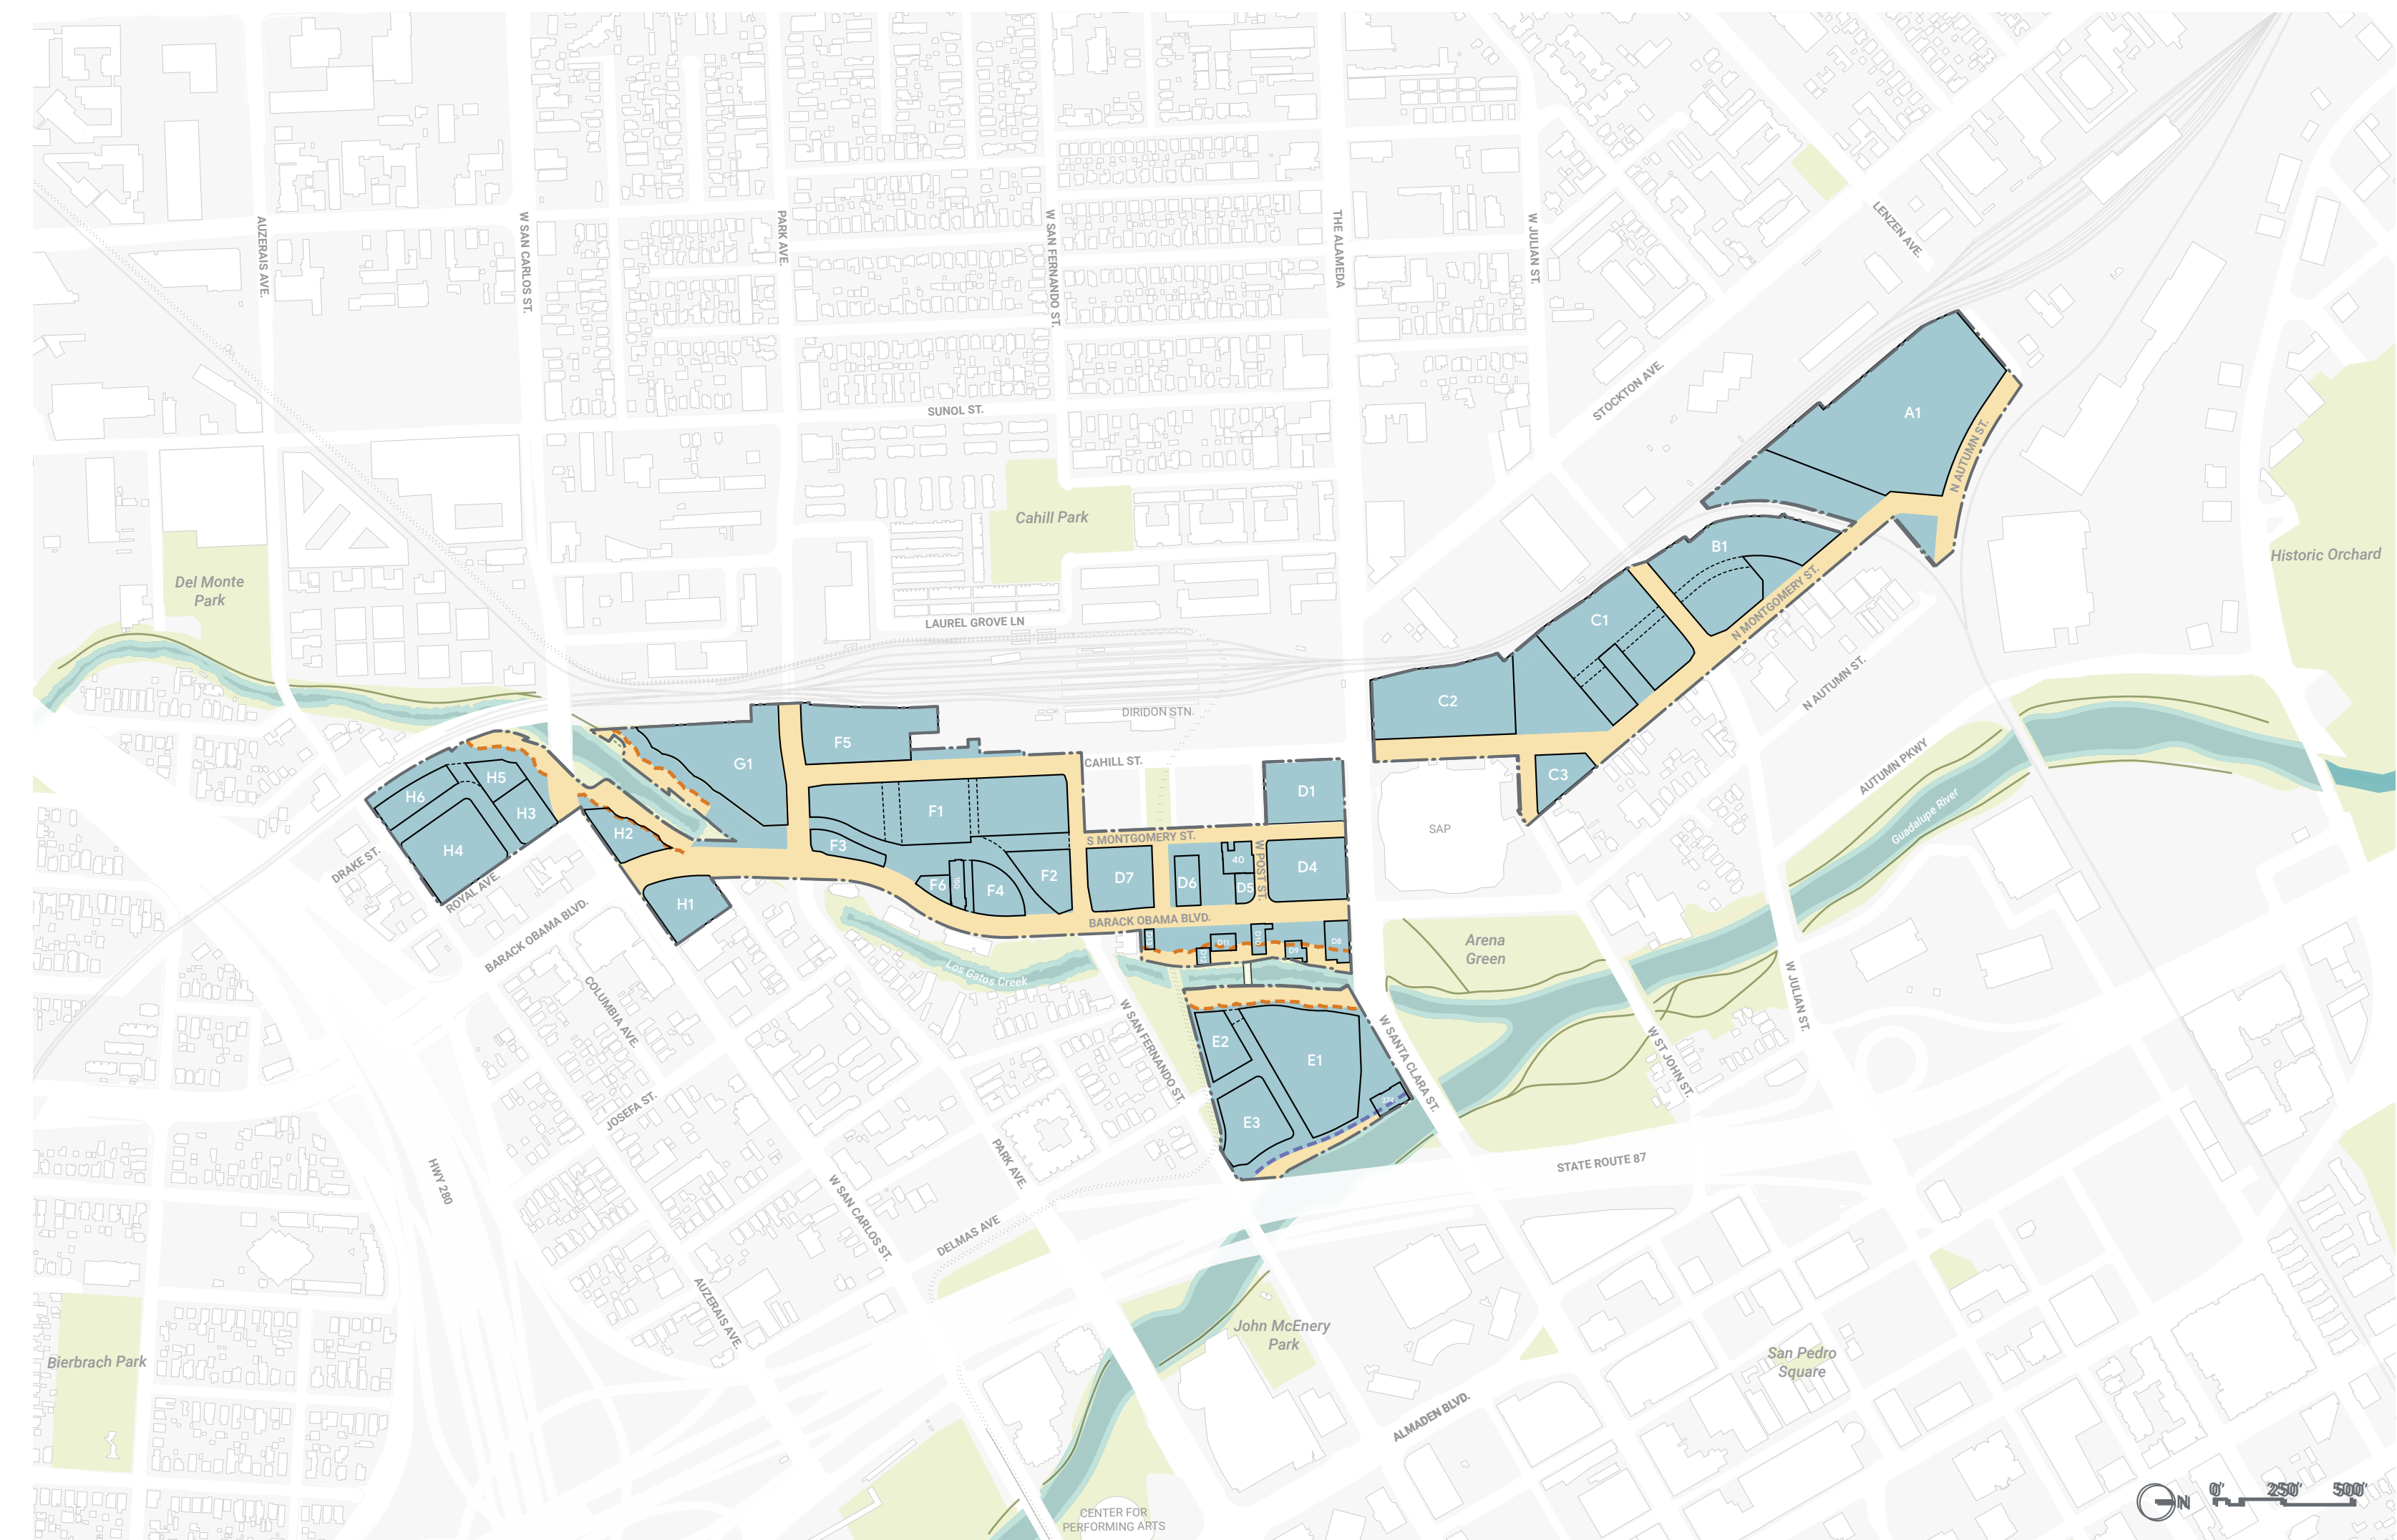 AUZERAIS AVE.
W SAN CARLOS ST.
PARK AVE.
W SAN FERNANDO ST.
THE ALAMEDA
W JULIAN ST.
LENZEN AVE.
STOCKTON AVE.
SUNOL ST.
A1
N AUTUMN ST.
Cahill Park
Historic Orchard
B1
Del Monte
Park
LAUREL GROVE LN
C1
N MONTGOMERY ST.
N AUTUMN ST.
C2
DIRIDON STN.
F5
G1
CAHILL ST.
C3
AUTUMN PKWY
H5
H6
H3
D1
F1
Guadalupe River
SAP
H2
F3
S MONTGOMERY ST.
W POST ST.
H4
DRAKE ST.
40
D4
D7
D6
D5
F2
F6
150
F4
ROYAL AVE.
H1
BARACK OBAMA BLVD.
BARACK OBAMA BLVD.
D11
D9
D8
Arena
Green
Los Gatos Creek
COLUMBIA AVE.
W SAN FERNANDO ST.
W SANTA CLARA ST.
W ST JOHN ST.
W JULIAN ST.
E2
E1
374
E3
JOSEFA ST.
PARK AVE.
STATE ROUTE 87
HWY 280
W SAN CARLOS ST.
DELMAS AVE
AUZERAIS AVE.
John McEnery
Park
San Pedro
Square
Bierbrach Park
ALMADEN BLVD.
CENTER FOR
PERFORMING ARTS
N
0' 250' 500'